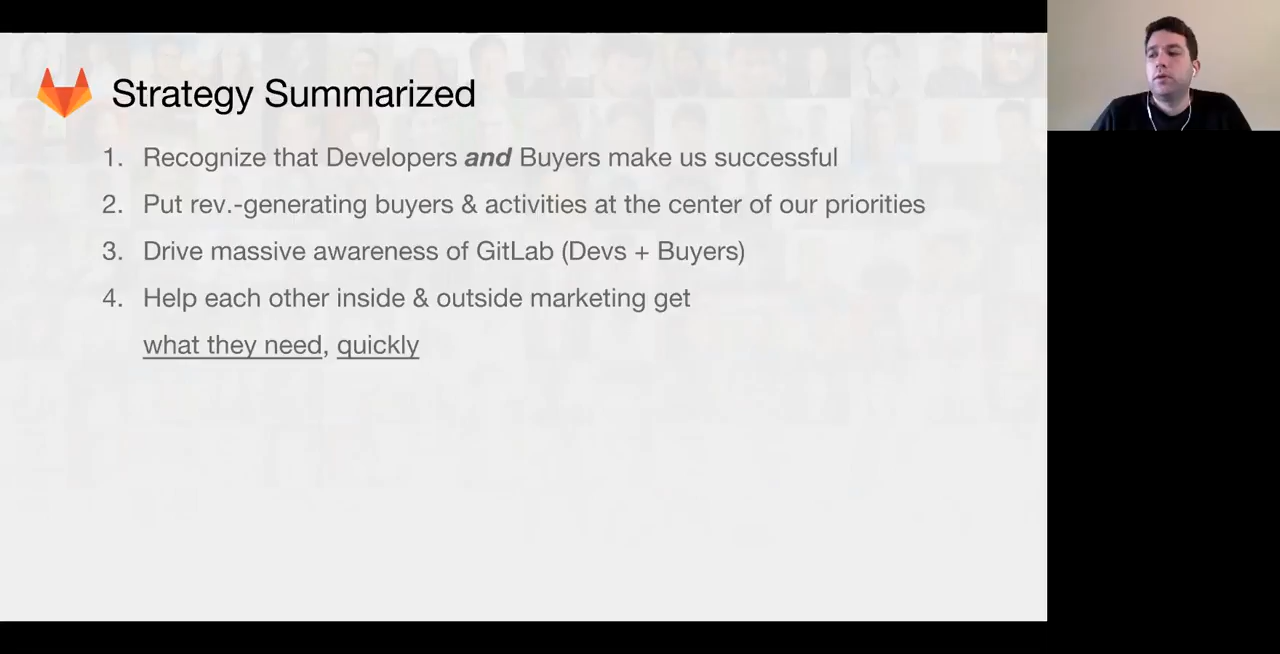 Strategy Summarized
1. Recognize that Developers and Buyers make us successful
2. Put rev.-generating buyers & activities at the center of our priorities
3. Drive massive awareness of GitLab (Devs + Buyers)
4. Help each other inside & outside marketing get
what they need, quickly